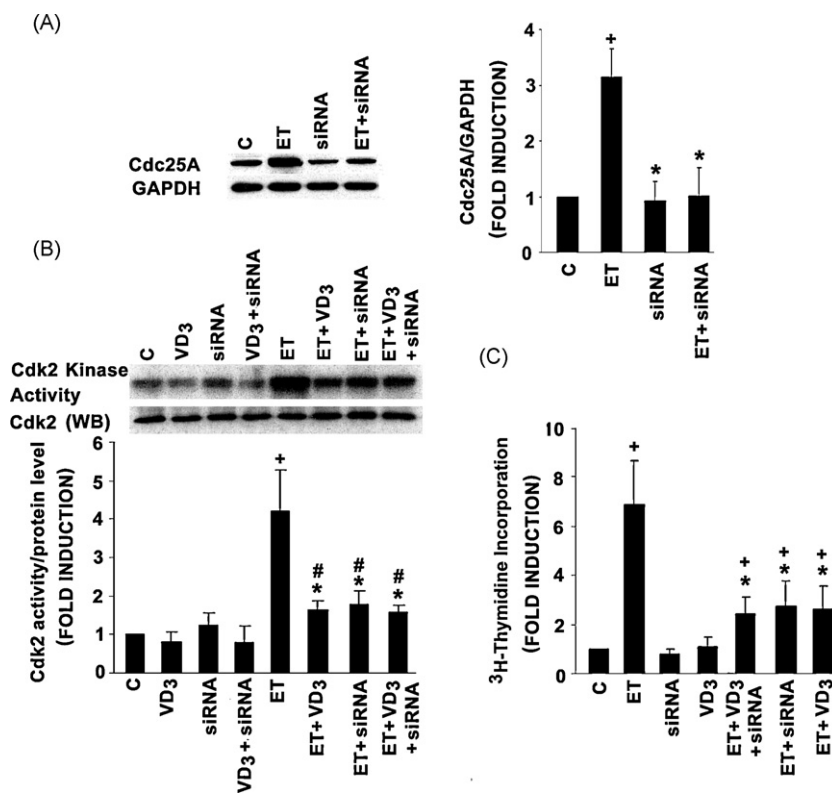 (A)
C
ET
siRNA
ET+siRNA
Cdc25A
GAPDH
Cdc25A/GAPDH
(FOLD INDUCTION)
4
3
2
1
0
+
*
*
C
ET
siRNA
ET+siRNA
(B)
C
VD3
siRNA
VD3+siRNA
ET
ET+VD3
ET+siRNA
ET+VD3
+siRNA
Cdk2 Kinase
Activity
Cdk2 (WB)
Cdk2 activity/protein level
(FOLD INDUCTION)
6
5
4
2
1
0
+
# # #
* * *
C
VD3
siRNA
VD3+siRNA
ET
ET+VD3
ET+siRNA
ET+VD3
+siRNA
(C)
3H-Thymidine Incorporation
(FOLD INDUCTION)
10
8
6
4
2
0
+
+ + +
* * *
C
ET
siRNA
VD3
ET+VD3
+siRNA
ET+siRNA
ET+VD3